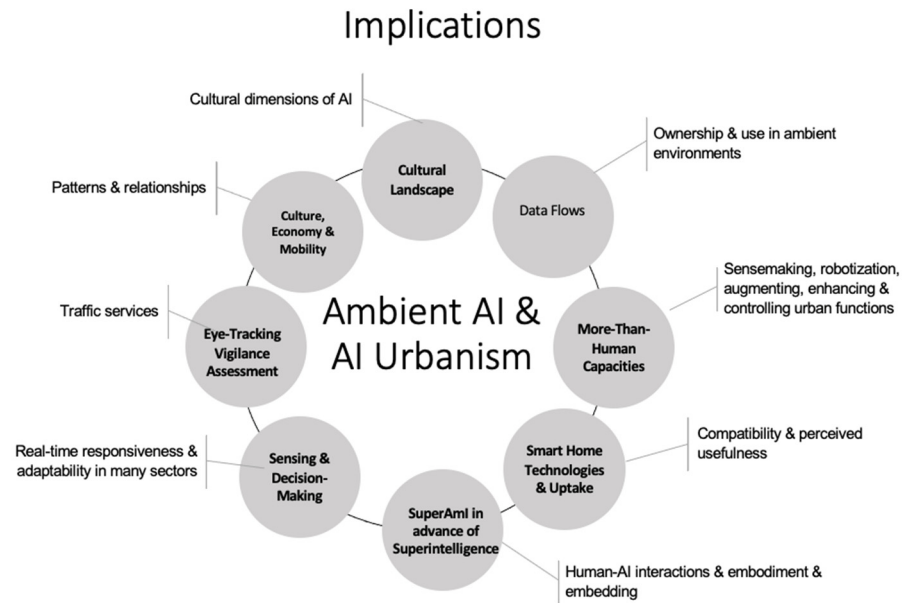 Implications
Cultural dimensions of AI
Cultural
Landscape
Ownership & use in ambient
environments
Data Flows
Sensemaking, robotization,
augmenting, enhancing &
controlling urban functions
More-Than-
Human
Capacities
Compatibility & perceived
usefulness
Smart Home
Technologies
& Uptake
Human-AI interactions & embodiment &
embedding
SuperAmI in
advance of
Superintelligence
Real-time responsiveness &
adaptability in many sectors
Sensing &
Decision-
Making
Traffic services
Eye-Tracking
Vigilance
Assessment
Patterns & relationships
Culture,
Economy &
Mobility
Ambient AI &
AI Urbanism